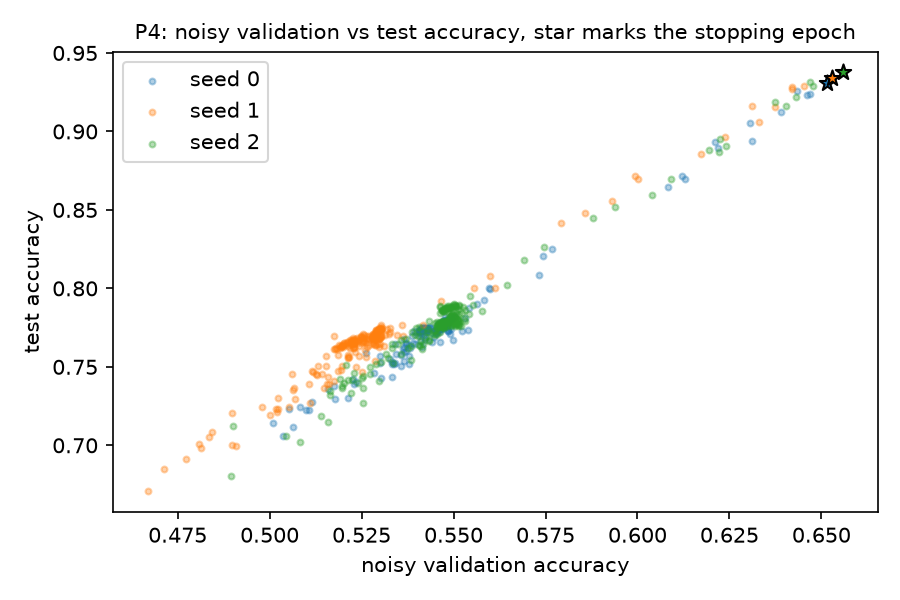 P4: noisy validation vs test accuracy, star marks the stopping epoch
0.95
0.90
0.85
0.80
0.75
0.70
test accuracy
seed 0
seed 1
seed 2
0.475 0.500 0.525 0.550 0.575 0.600 0.625 0.650
noisy validation accuracy